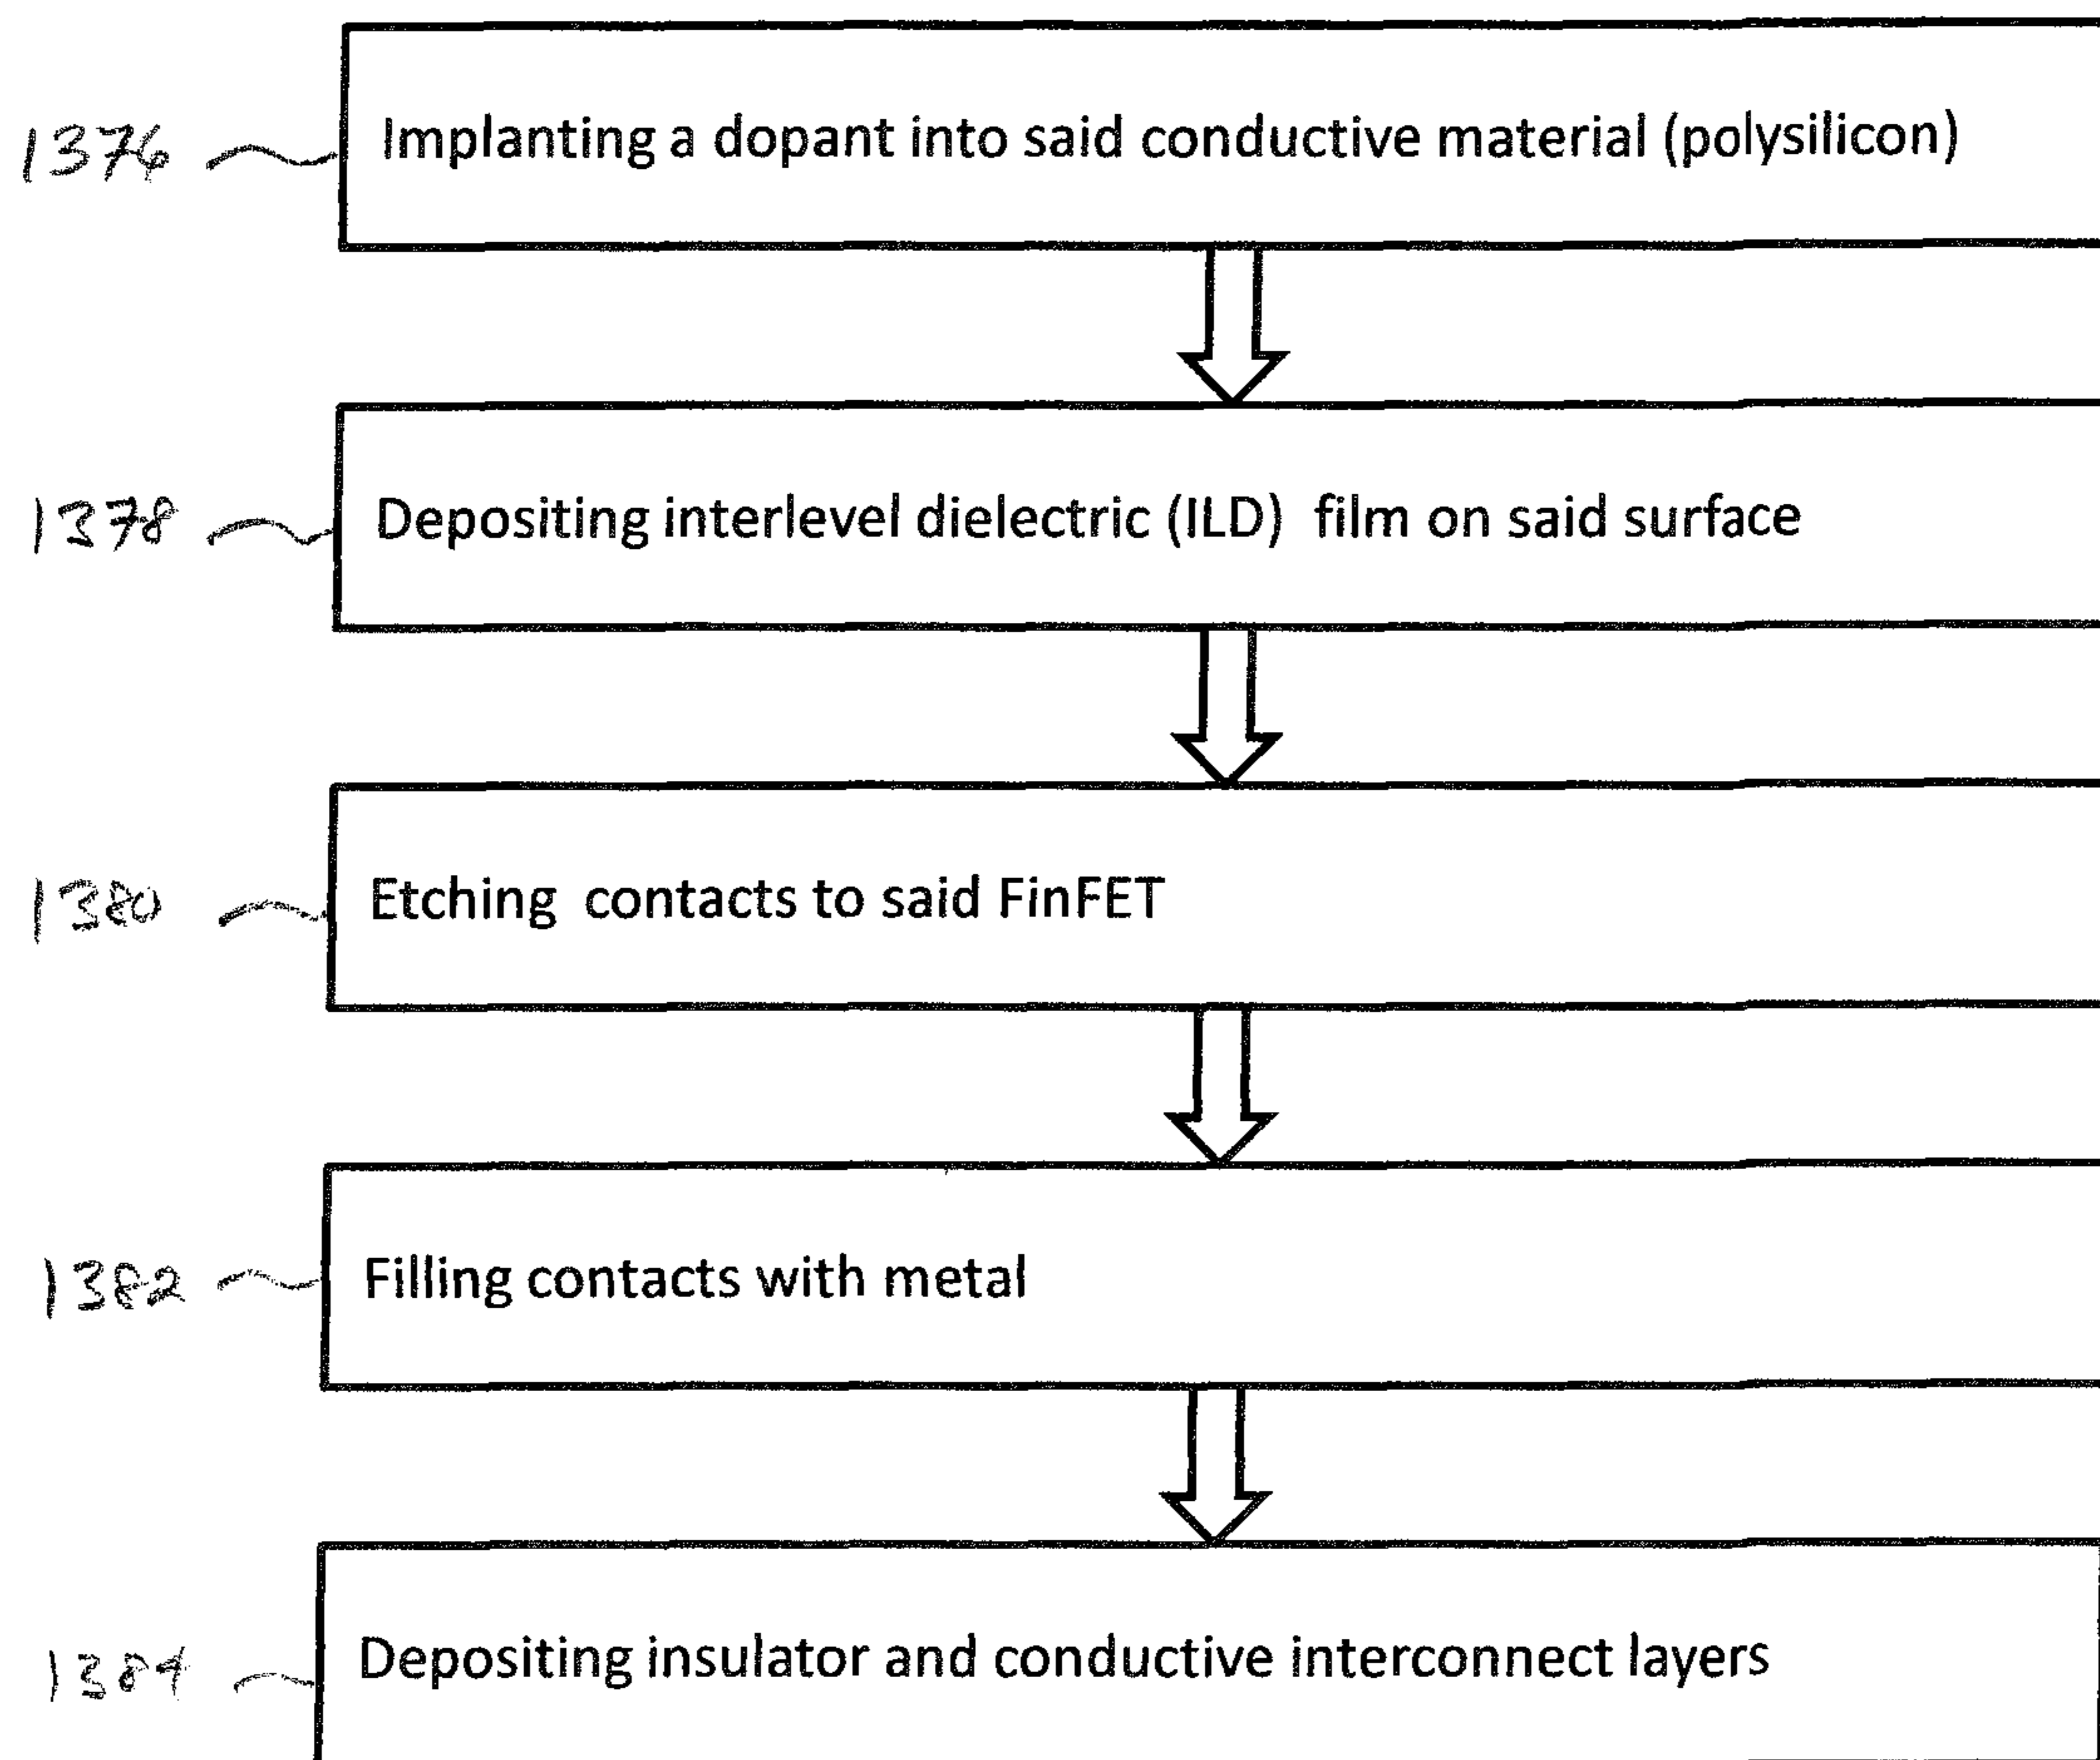 1376 Implanting a dopant into said conductive material (polysilicon)
1378 Depositing interlevel dielectric (ILD) film on said surface
1380 Etching contacts to said FinFET
1382 Filling contacts with metal
1384 Depositing insulator and conductive interconnect layers